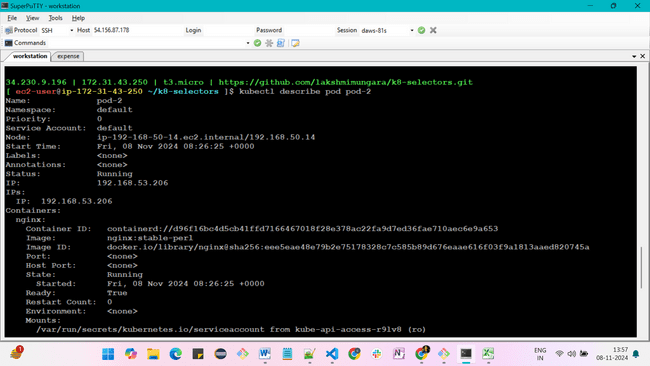 SuperPuTTY
File View Tools Help
Protocol SSH Host 54.156.87.178 Login Password Session daws-81s
Commands
workstation expense
34.230.9.196 | 172.31.43.250 | t3.micro | https://github.com/lakshmimungara/k8-selectors.git
[ ec2-user@ip-172-31-43-250 ~/k8-selectors ]$ kubectl describe pod pod-2
Name: pod-2
Namespace: default
Priority: 0
Service Account: default
Node: ip-192-168-50-14.ec2.internal/192.168.50.14
Start Time: Fri, 08 Nov 2024 08:26:25 +0000
Labels: <none>
Annotations: <none>
Status: Running
IP: 192.168.53.206
IPs:
IP: 192.168.53.206
Containers:
nginx:
Container ID: containerd://d96f16bc4d5cb41ffd7166467018f28e378ac22fa9d7ed36fae710aec6e9a653
Image: nginx:stable-perl
Image ID: docker.io/library/nginx@sha256:eee5eae48e79b2e75178328c7c585b89d676eaae616f03f9a1813aaed820745a
Port: <none>
Host Port: <none>
State: Running
Started: Fri, 08 Nov 2024 08:26:25 +0000
Ready: True
Restart Count: 0
Environment: <none>
Mounts:
/var/run/secrets/kubernetes.io/serviceaccount from kube-api-access-r9lv8 (ro)
ENG
IN
13:57
08-11-2024